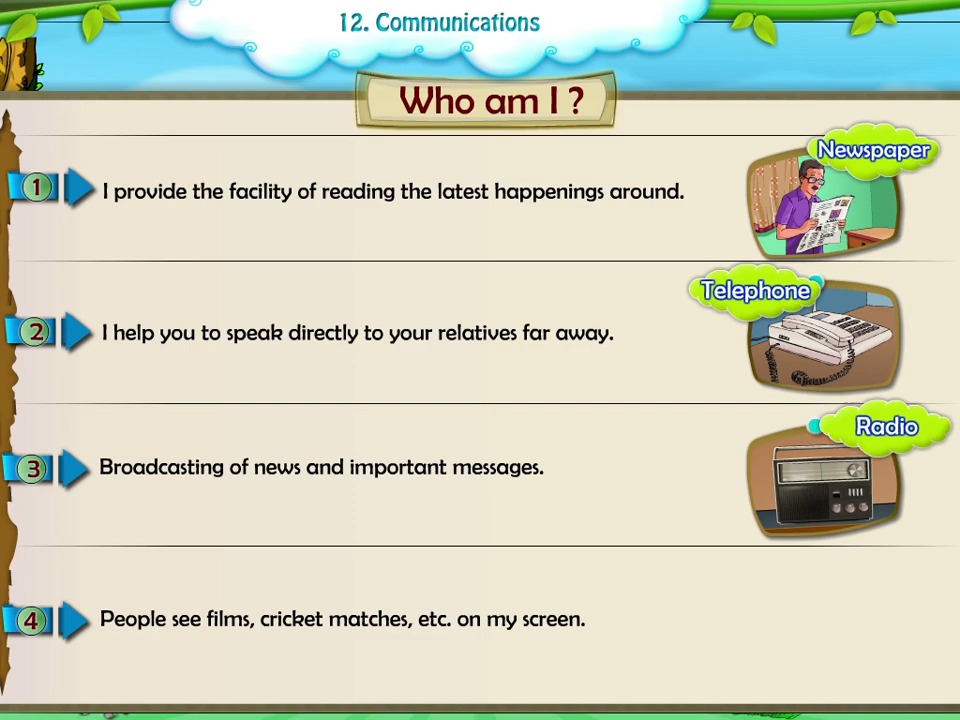 12. Communications
Who am I ?
Newspaper
1
I provide the facility of reading the latest happenings around.
Telephone
2
I help you to speak directly to your relatives far away.
Radio
3
Broadcasting of news and important messages.
4
People see films, cricket matches, etc. on my screen.